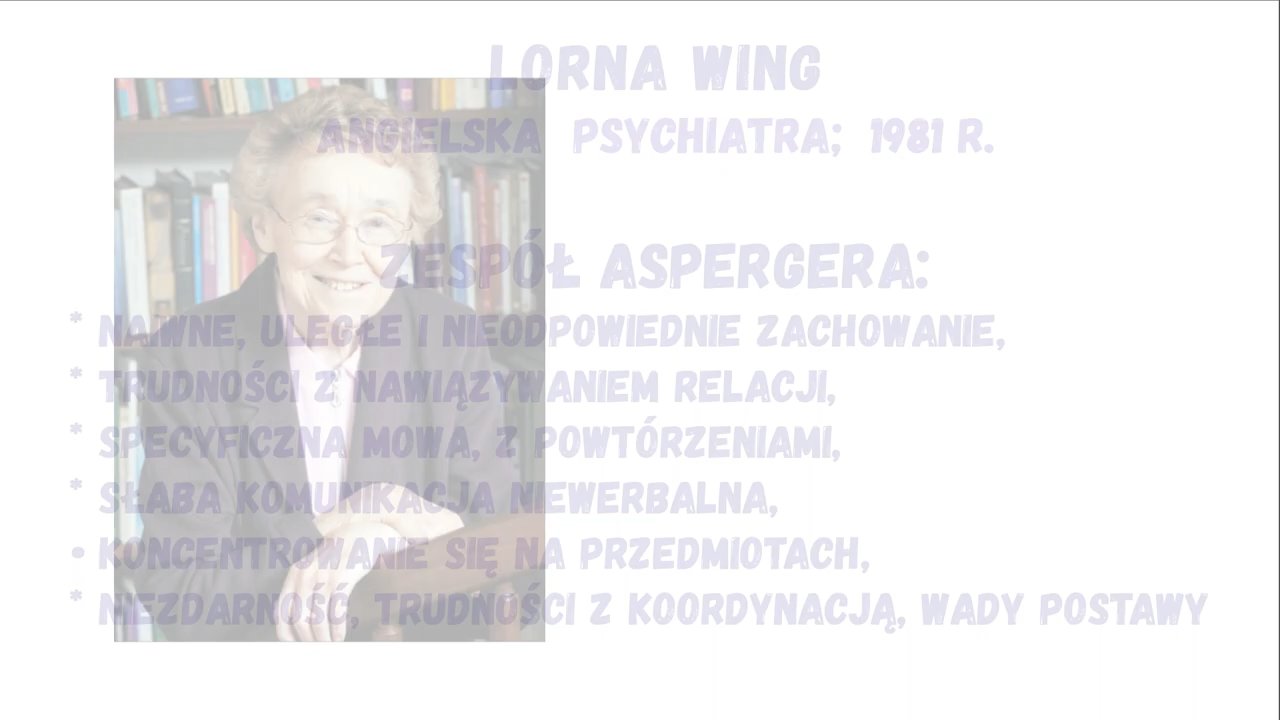 LORNA WING
ANGIELSKA PSYCHIATRA; 1981 R.
ZESPÓŁ ASPERGERA:
* NAIWNE, ULEGŁE I NIEODPOWIEDNIE ZACHOWANIE,
* TRUDNOŚCI Z NAWIĄZYWANIEM RELACJI,
* SPECYFICZNA MOWA, Z POWTÓRZENIAMI,
* SŁABA KOMUNIKACJA NIEWERBALNA,
• KONCENTROWANIE SIĘ NA PRZEDMIOTACH,
* NIEZDARNOŚĆ, TRUDNOŚCI Z KOORDYNACJĄ, WADY POSTAWY